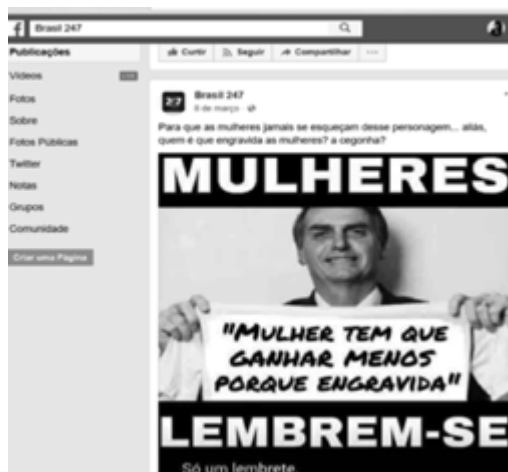 Brasil 247
Publicações
Curtir Seguir Compartilhar
Vídeos
Fotos
Sobre
Fotos Públicas
Twitter
Notas
Grupos
Comunidade
Criar uma Página
247
Brasil 247
8 de março
Para que as mulheres jamais se esqueçam desse personagem... aliás,
quem é que engravida as mulheres? a cegonha?
MULHERES
"MULHER TEM QUE
GANHAR MENOS
PORQUE ENGRAVIDA"
LEMBREM-SE
Só um lembrete.